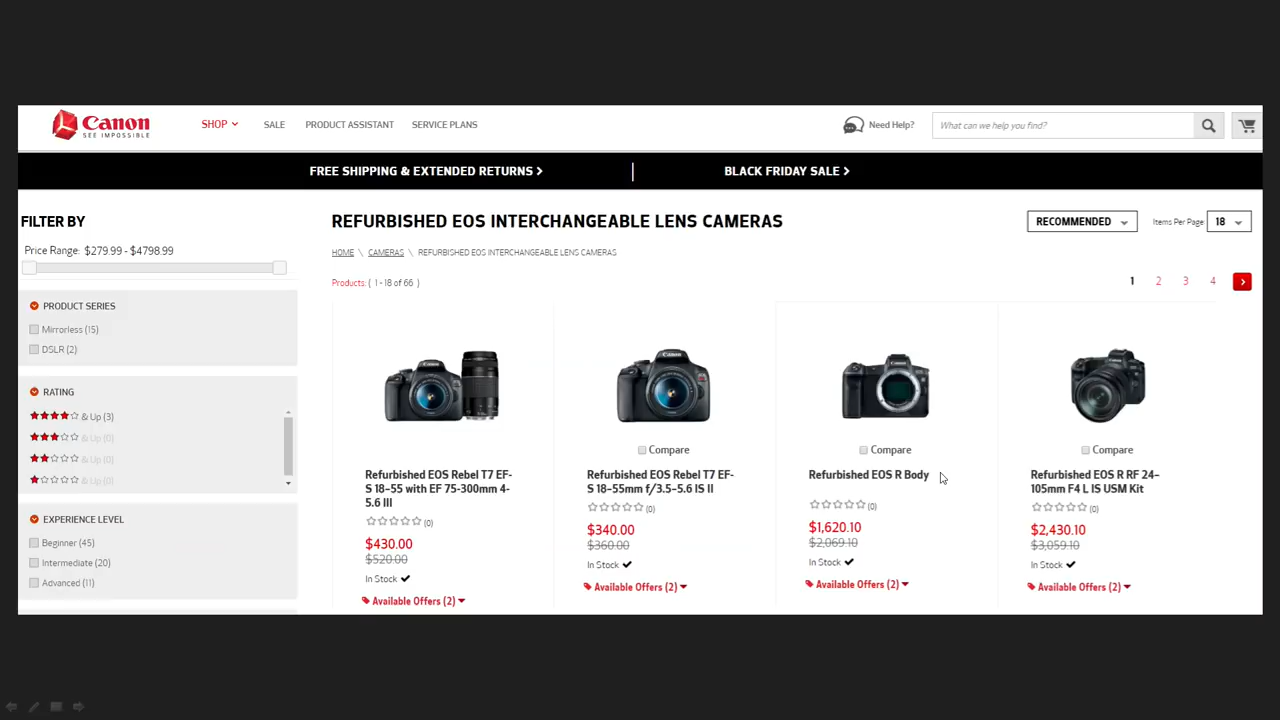 Canon
SEE IMPOSSIBLE
SHOP
SALE
PRODUCT ASSISTANT
SERVICE PLANS
Need Help?
What can we help you find?
FREE SHIPPING & EXTENDED RETURNS
BLACK FRIDAY SALE
FILTER BY
Price Range: $279.99 - $4798.99
PRODUCT SERIES
Mirrorless (15)
DSLR (2)
RATING
& Up (3)
& Up (0)
& Up (0)
& Up (0)
EXPERIENCE LEVEL
Beginner (45)
Intermediate (20)
Advanced (11)
REFURBISHED EOS INTERCHANGEABLE LENS CAMERAS
RECOMMENDED
Items Per Page: 18
HOME \ CAMERAS \ REFURBISHED EOS INTERCHANGEABLE LENS CAMERAS
Products: ( 1 - 18 of 66 )
1 2 3 4
Refurbished EOS Rebel T7 EF-
S 18-55 with EF 75-300mm 4-
5.6 III
(0)
$430.00
$520.00
In Stock
Available Offers (2)
Compare
Refurbished EOS Rebel T7 EF-
S 18-55mm f/3.5-5.6 IS II
(0)
$340.00
$360.00
In Stock
Available Offers (2)
Compare
Refurbished EOS R Body
(0)
$1,620.10
$2,069.10
In Stock
Available Offers (2)
Compare
Refurbished EOS R RF 24-
105mm F4 L IS USM Kit
(0)
$2,430.10
$3,059.10
In Stock
Available Offers (2)